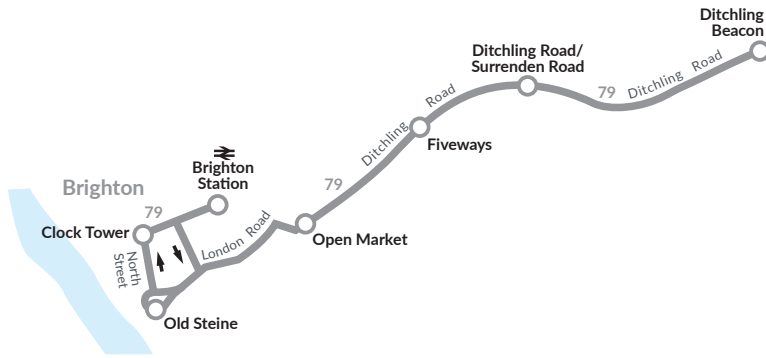 Ditchling
Beacon
Ditchling Road/
Surrenden Road
79
Ditchling Road
Road
Ditchling
Fiveways
79
Brighton
Station
Brighton
79
Clock Tower
London Road
Open Market
North
Street
Old Steine